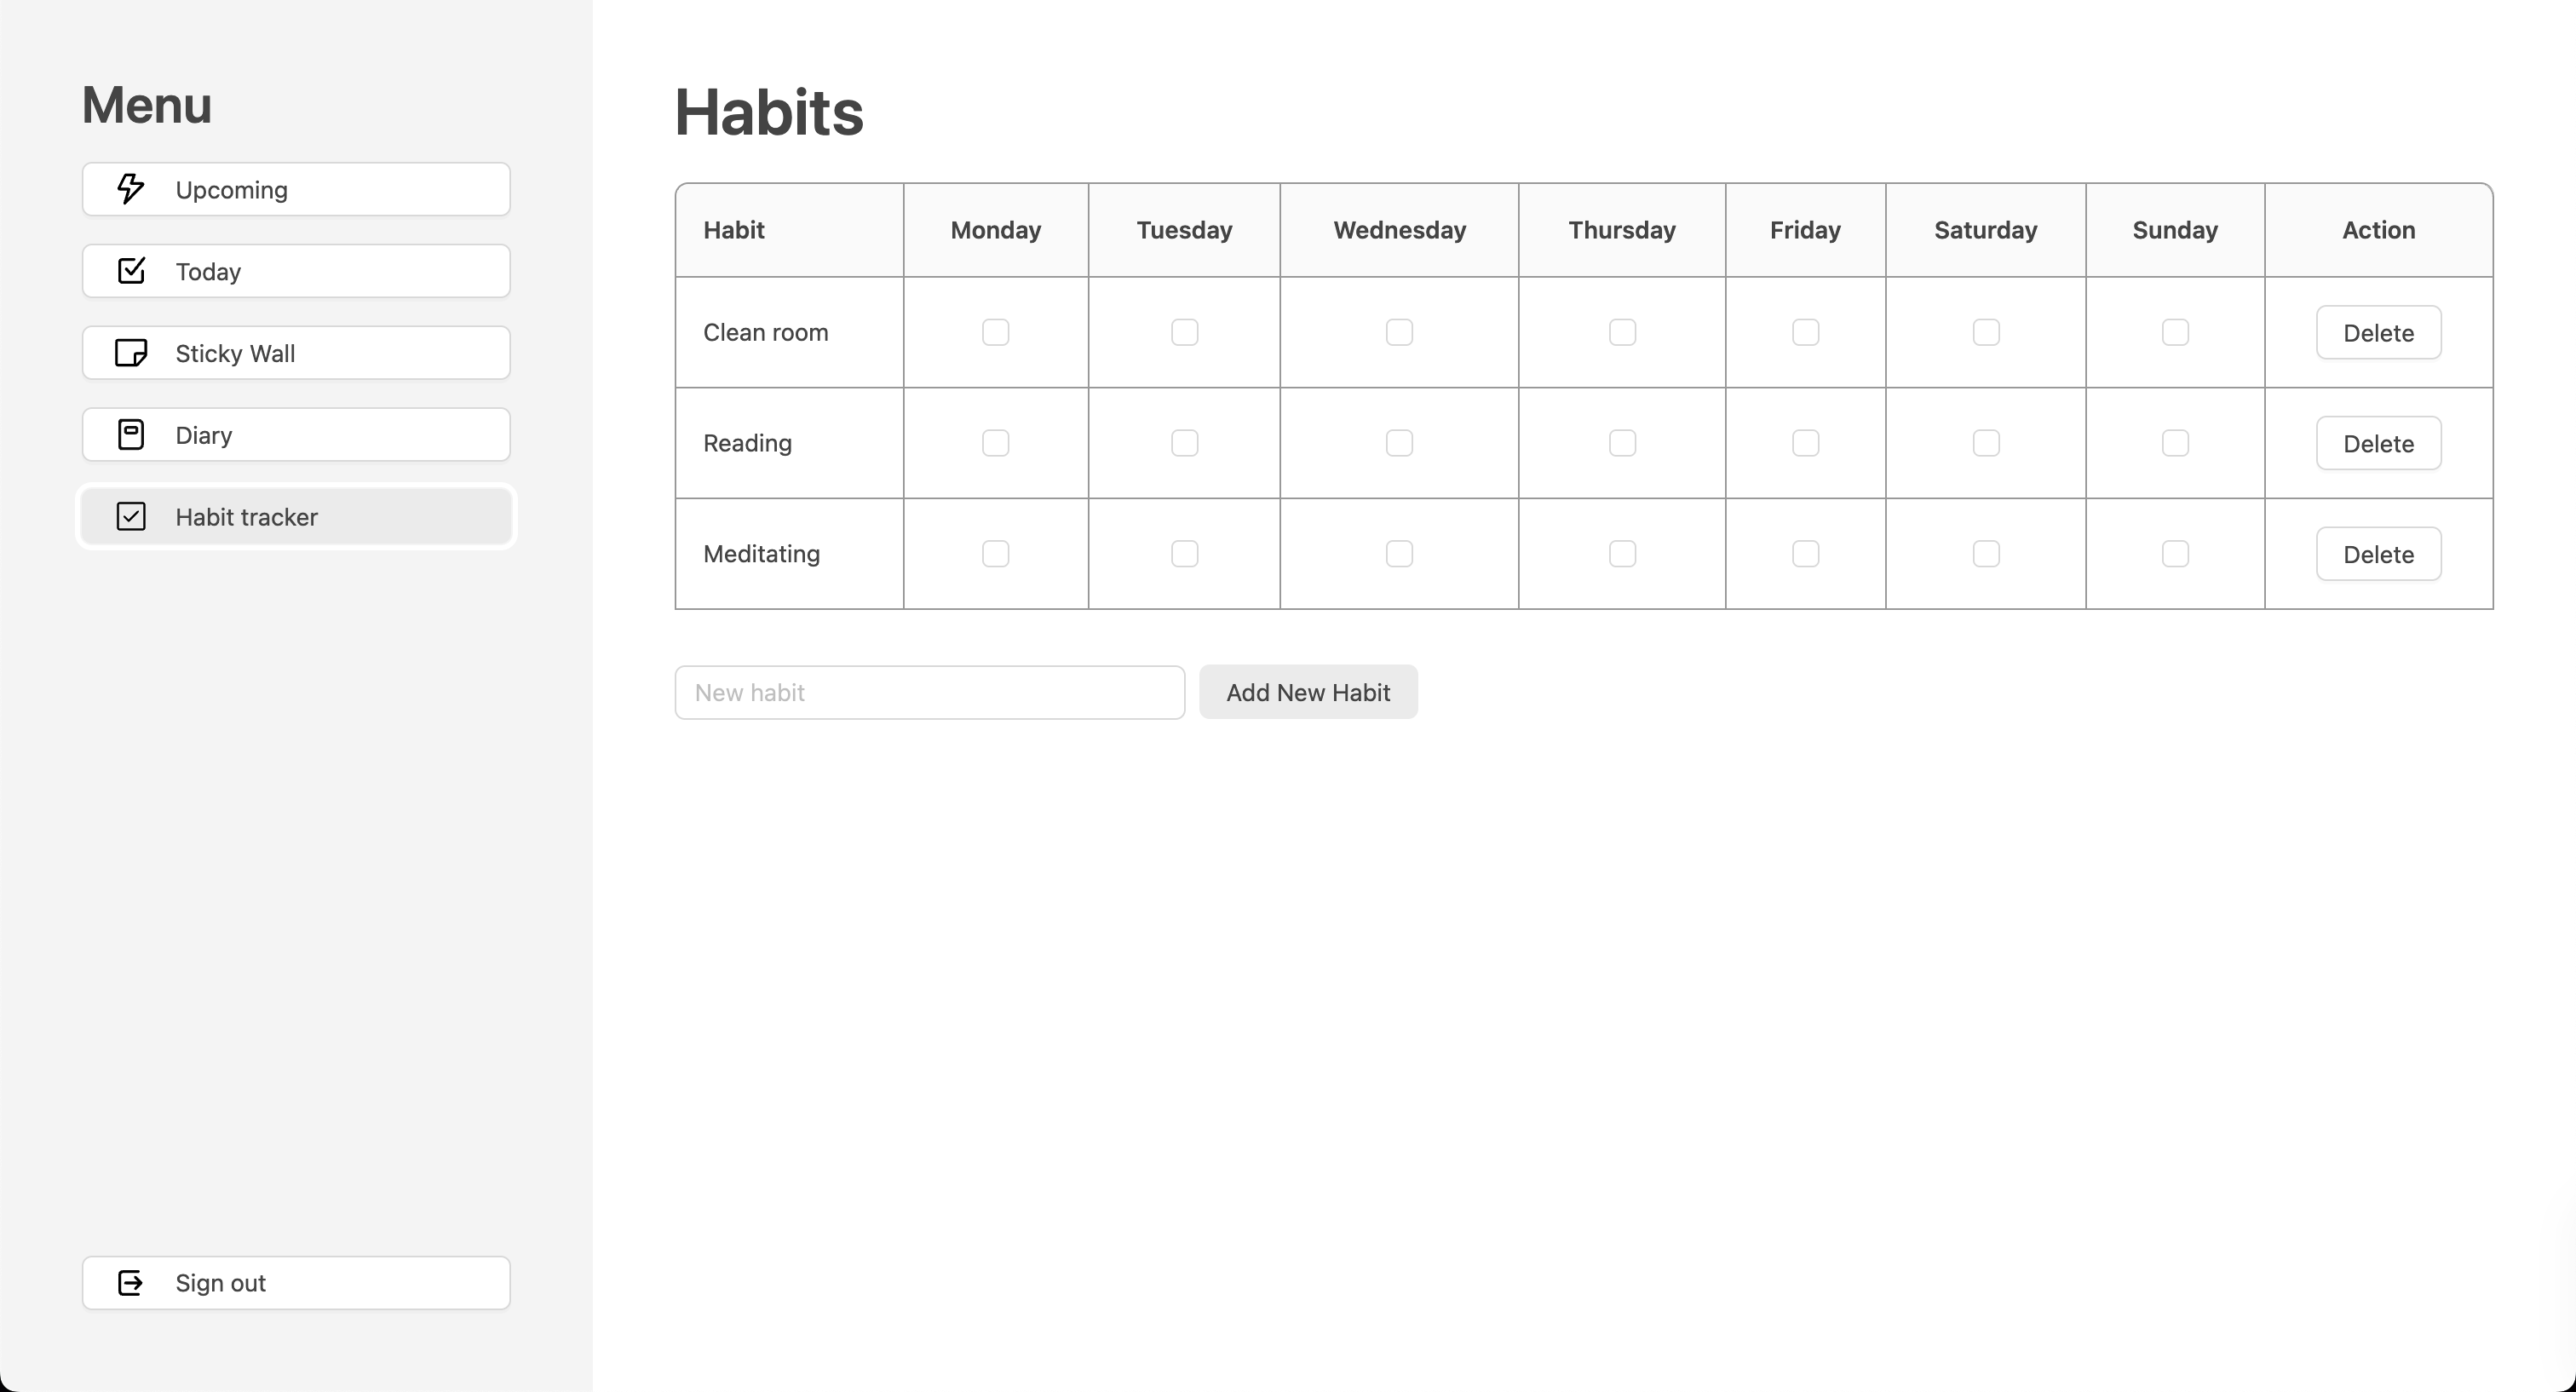 Menu
Upcoming
Today
Sticky Wall
Diary
Habit tracker
Sign out
Habits
Habit Monday Tuesday Wednesday Thursday Friday Saturday Sunday Action
Clean room Delete
Reading Delete
Meditating Delete
New habit Add New Habit